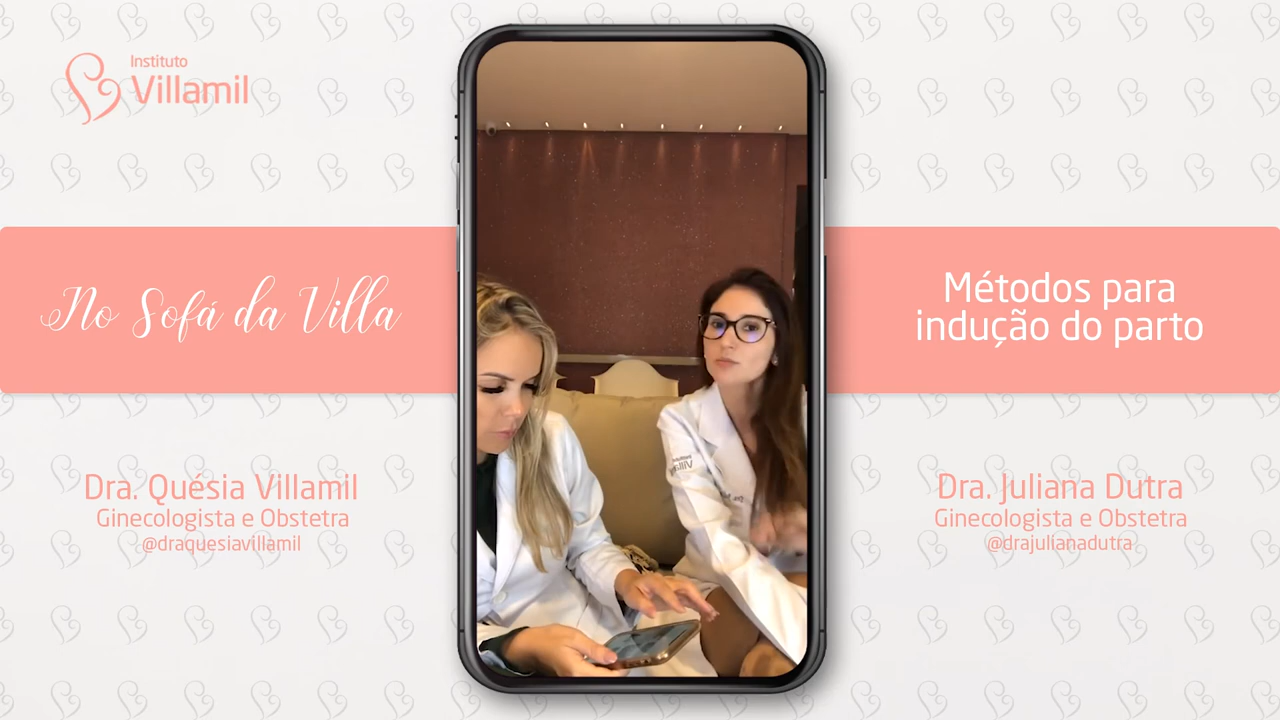 Instituto
Villamil
No Sofá da Villa
Métodos para
indução do parto
Dra. Quésia Villamil
Ginecologista e Obstetra
@draquesiavillamil
Dra. Juliana Dutra
Ginecologista e Obstetra
@drajulianadutra